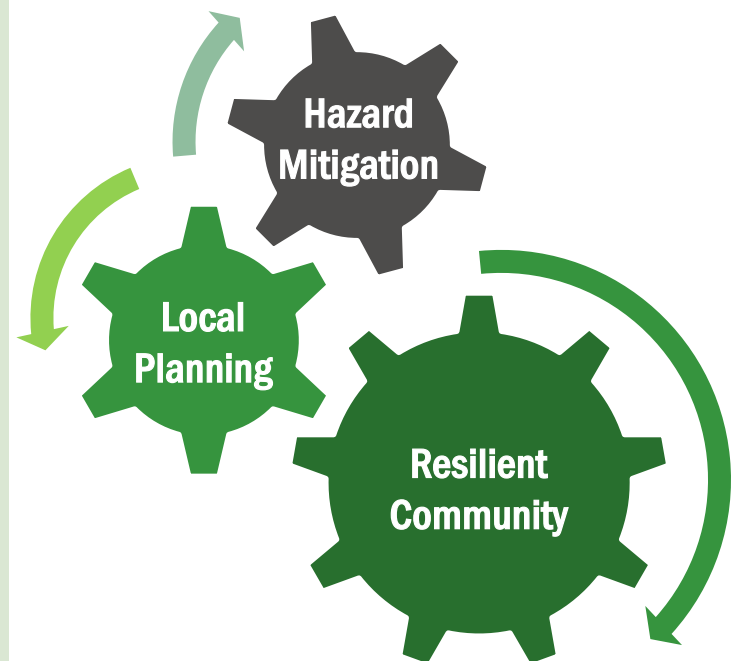 Hazard
Mitigation
Local
Planning
Resilient
Community